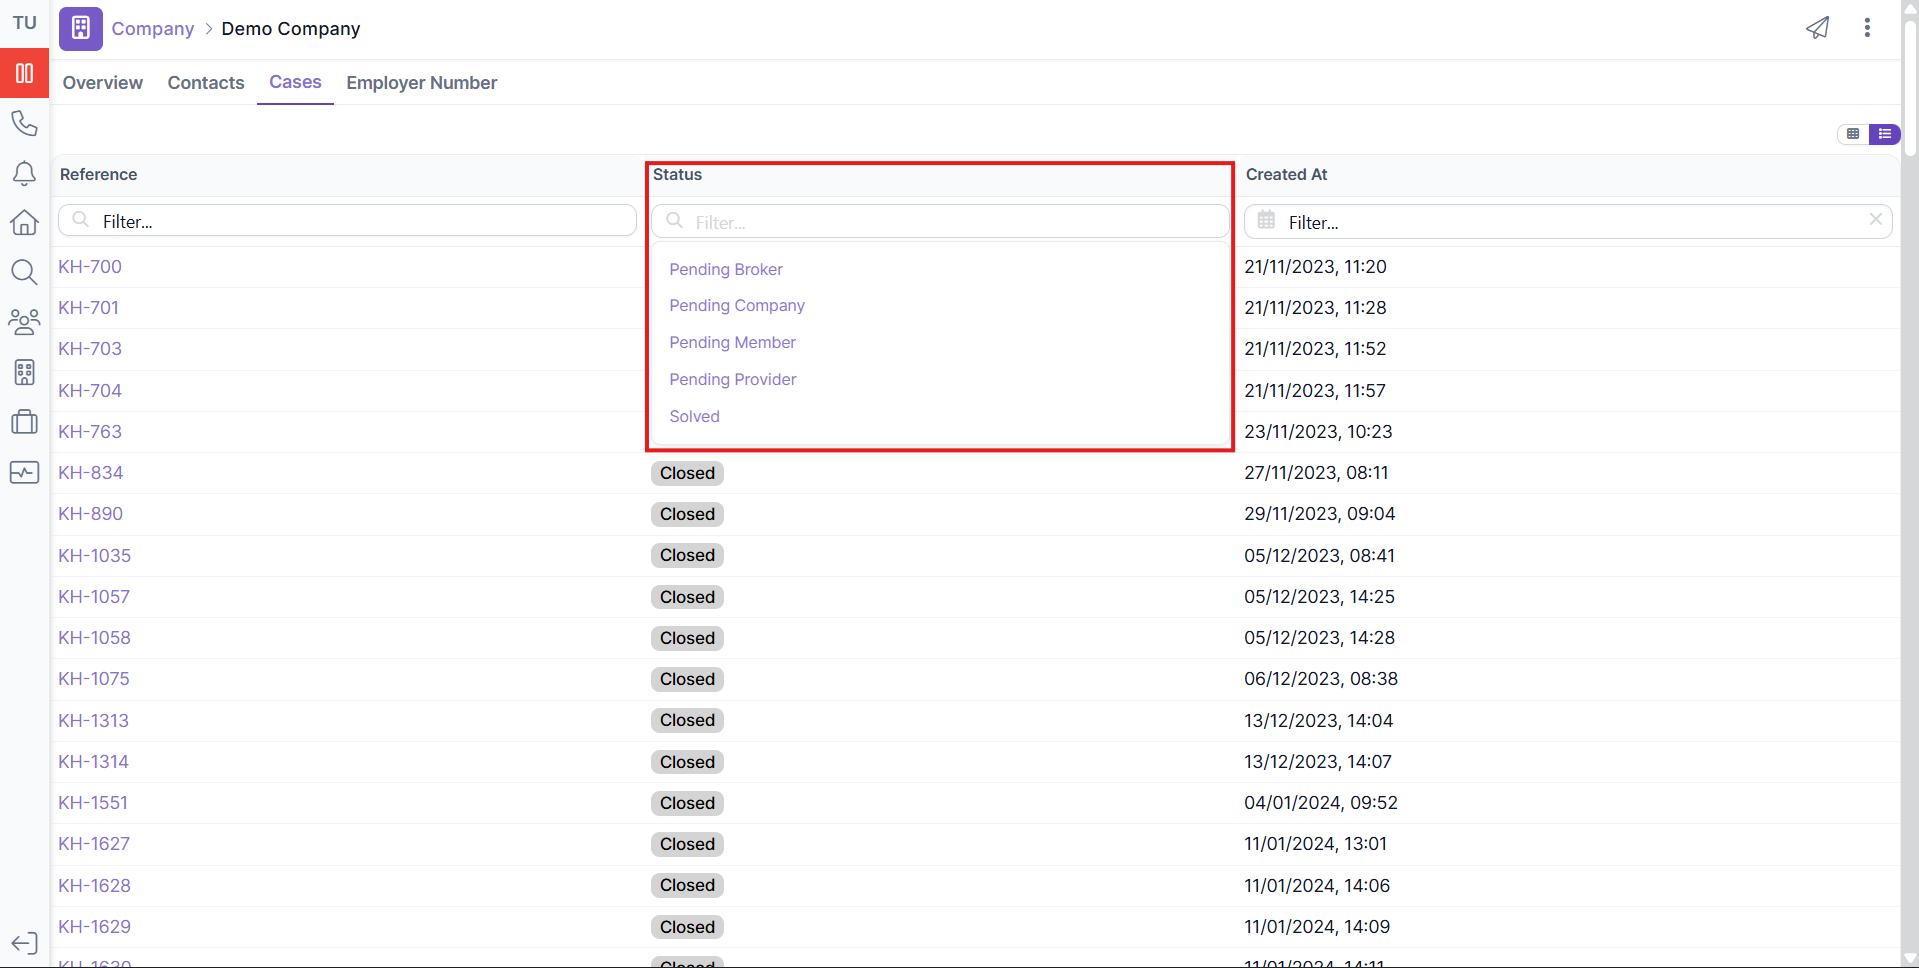 TU
Company > Demo Company
Overview Contacts Cases Employer Number
Reference Status Created At
Filter... Filter... Filter...
KH-700 21/11/2023, 11:20
Pending Broker
KH-701 21/11/2023, 11:28
Pending Company
KH-703 21/11/2023, 11:52
Pending Member
KH-704 21/11/2023, 11:57
Pending Provider
KH-763 23/11/2023, 10:23
Solved
KH-834 Closed 27/11/2023, 08:11
KH-890 Closed 29/11/2023, 09:04
KH-1035 Closed 05/12/2023, 08:41
KH-1057 Closed 05/12/2023, 14:25
KH-1058 Closed 05/12/2023, 14:28
KH-1075 Closed 06/12/2023, 08:38
KH-1313 Closed 13/12/2023, 14:04
KH-1314 Closed 13/12/2023, 14:07
KH-1551 Closed 04/01/2024, 09:52
KH-1627 Closed 11/01/2024, 13:01
KH-1628 Closed 11/01/2024, 14:06
KH-1629 Closed 11/01/2024, 14:09
KH-1630 Closed 11/01/2024, 14:11